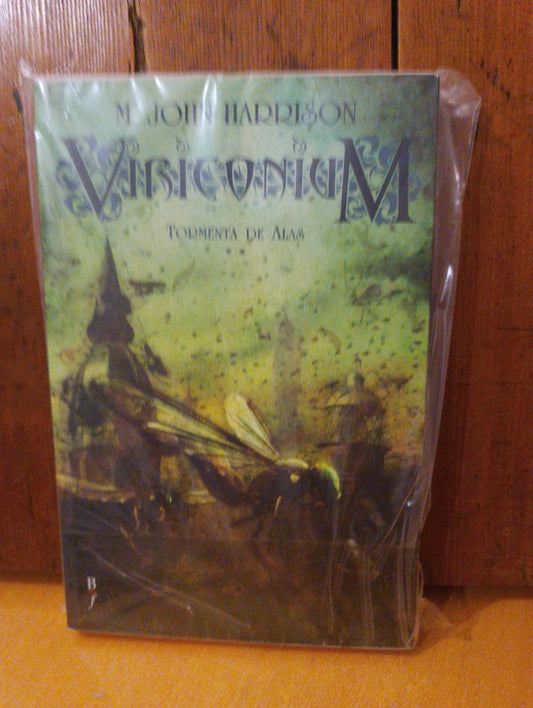 M. JOHN HARRISON
VIRICONIUM
TORMENTA DE ALAS
B
f